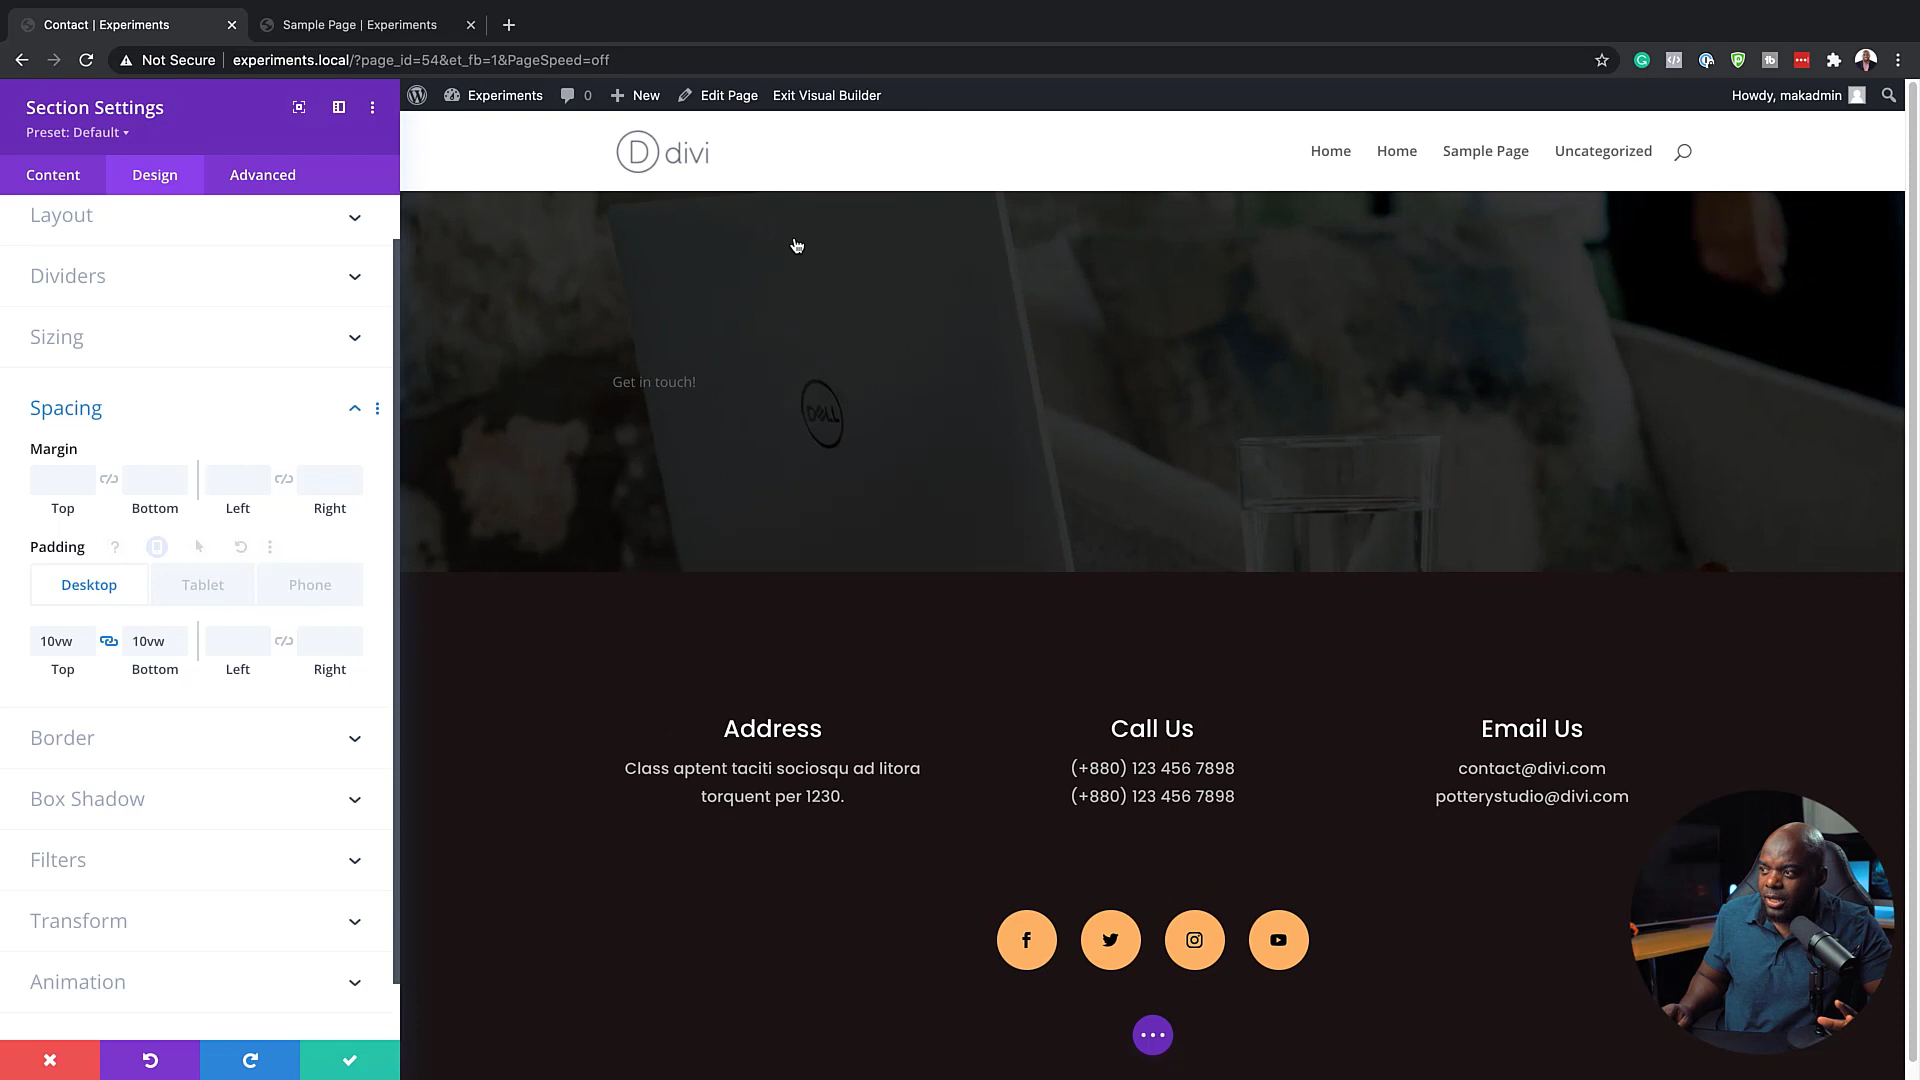 Contact | Experiments
Sample Page | Experiments
Not Secure
experiments.local/?page_id=54&et_fb=1&PageSpeed=off
Section Settings
Preset: Default
Content
Design
Advanced
Experiments
0
New
Edit Page
Exit Visual Builder
Howdy, makadmin
D divi
Home
Home
Sample Page
Uncategorized
Layout
Dividers
Sizing
Spacing
Margin
Top
Bottom
Left
Right
Padding
?
Desktop
Tablet
Phone
10vw
10vw
Top
Bottom
Left
Right
Border
Box Shadow
Filters
Transform
Animation
Get in touch!
DELL
Address
Class aptent taciti sociosqu ad litora
torquent per 1230.
Call Us
(+880) 123 456 7898
(+880) 123 456 7898
Email Us
contact@divi.com
potterystudio@divi.com